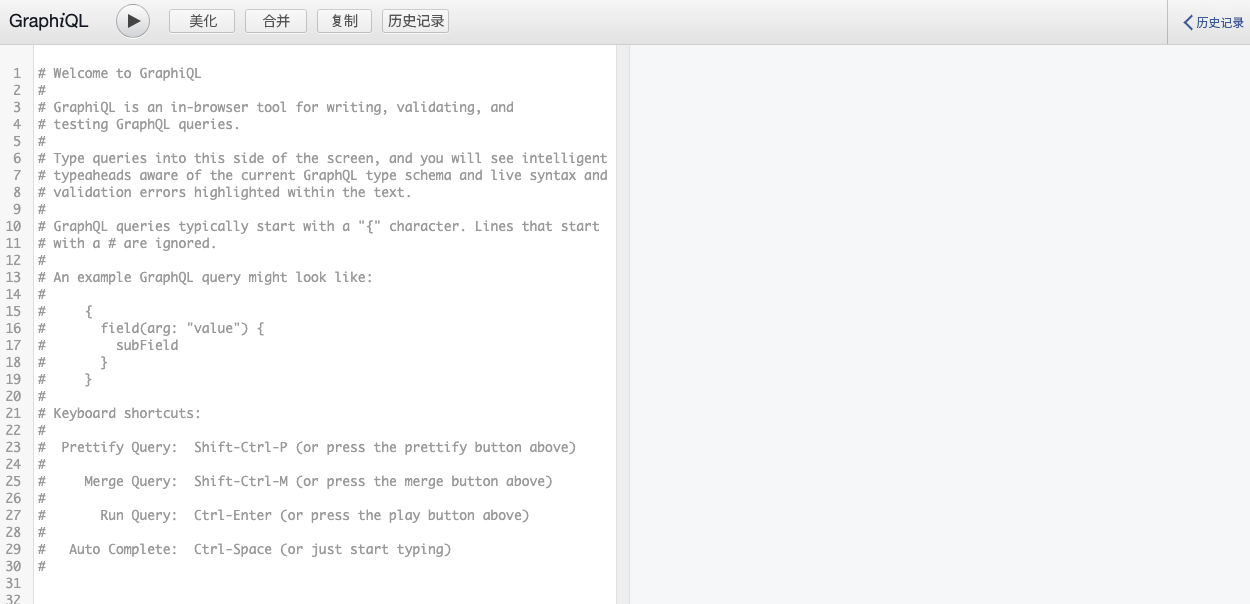 GraphiQL 美化 合并 复制 历史记录 历史记录
1 # Welcome to GraphiQL
2 #
3 # GraphiQL is an in-browser tool for writing, validating, and
4 # testing GraphQL queries.
5 #
6 # Type queries into this side of the screen, and you will see intelligent
7 # typeaheads aware of the current GraphQL type schema and live syntax and
8 # validation errors highlighted within the text.
9 #
10 # GraphQL queries typically start with a "{" character. Lines that start
11 # with a # are ignored.
12 #
13 # An example GraphQL query might look like:
14 #
15 #     {
16 #       field(arg: "value") {
17 #         subField
18 #       }
19 #     }
20 #
21 # Keyboard shortcuts:
22 #
23 #  Prettify Query:  Shift-Ctrl-P (or press the prettify button above)
24 #
25 #     Merge Query:  Shift-Ctrl-M (or press the merge button above)
26 #
27 #       Run Query:  Ctrl-Enter (or press the play button above)
28 #
29 #   Auto Complete:  Ctrl-Space (or just start typing)
30 #
31
32